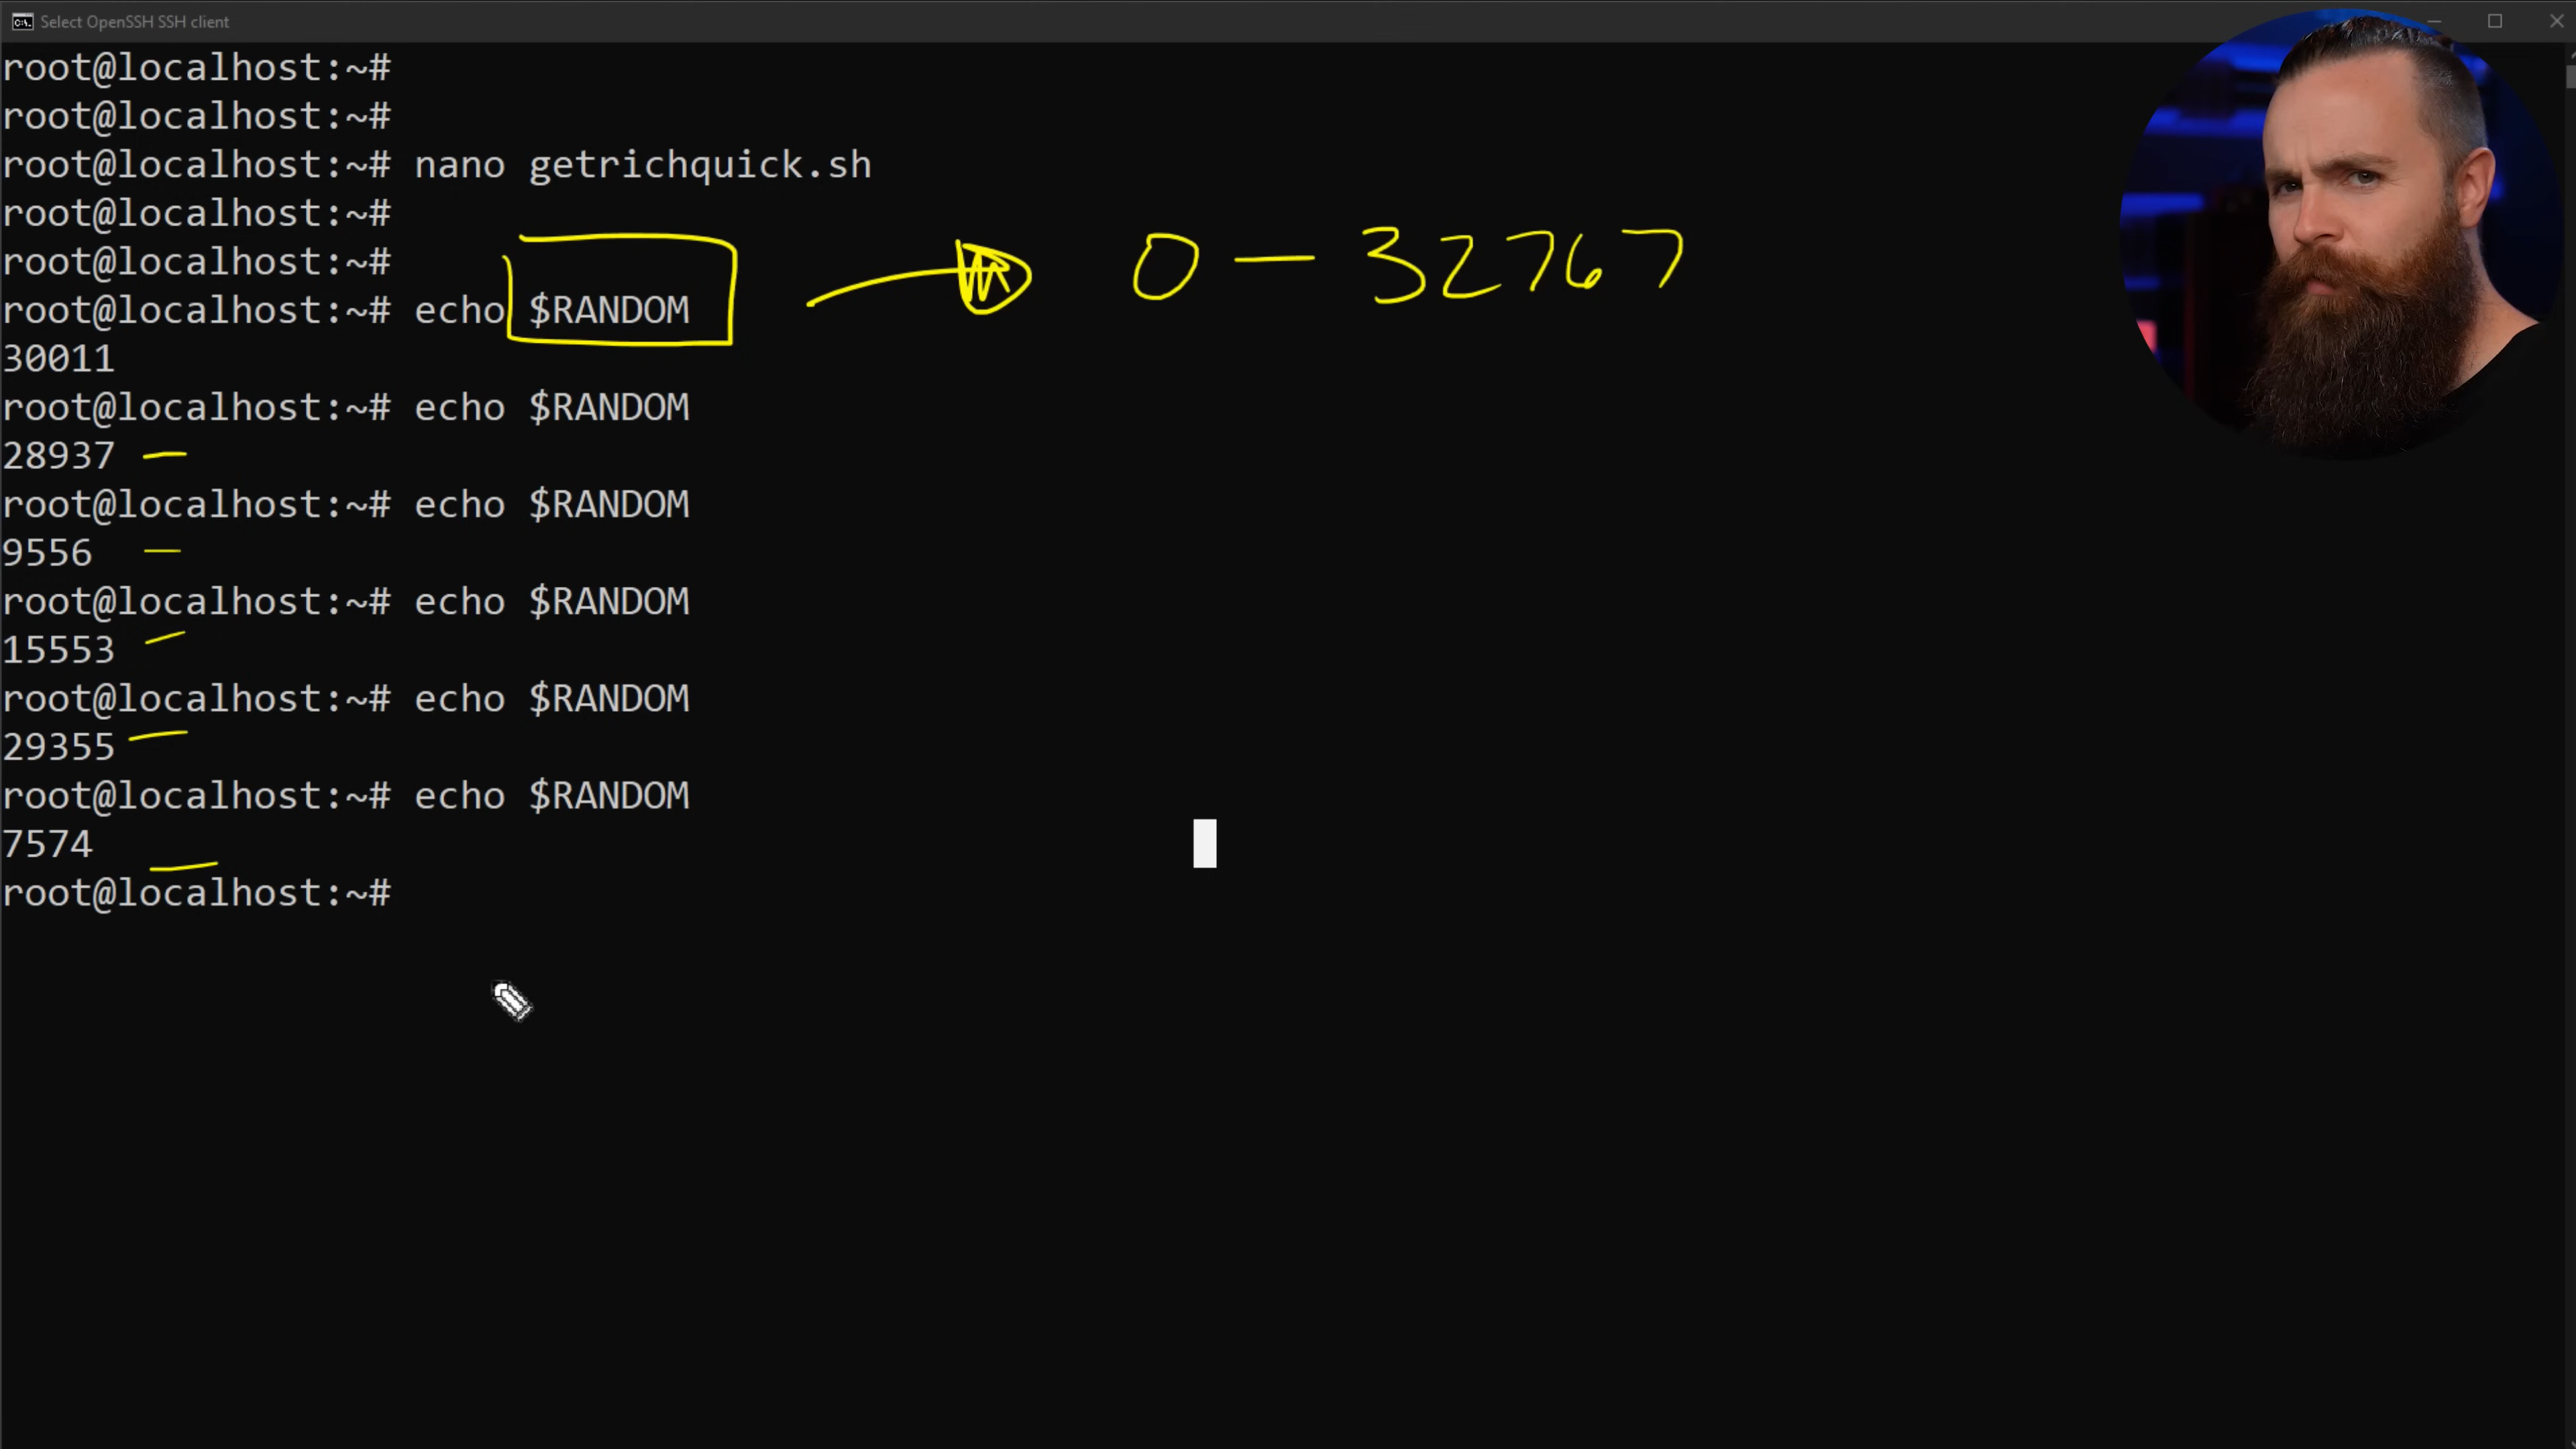 Select OpenSSH SSH client
root@localhost:~#
root@localhost:~#
root@localhost:~# nano getrichquick.sh
root@localhost:~#
root@localhost:~#
0 - 32767
root@localhost:~# echo $RANDOM
30011
root@localhost:~# echo $RANDOM
28937
root@localhost:~# echo $RANDOM
9556
root@localhost:~# echo $RANDOM
15553
root@localhost:~# echo $RANDOM
29355
root@localhost:~# echo $RANDOM
7574
root@localhost:~#